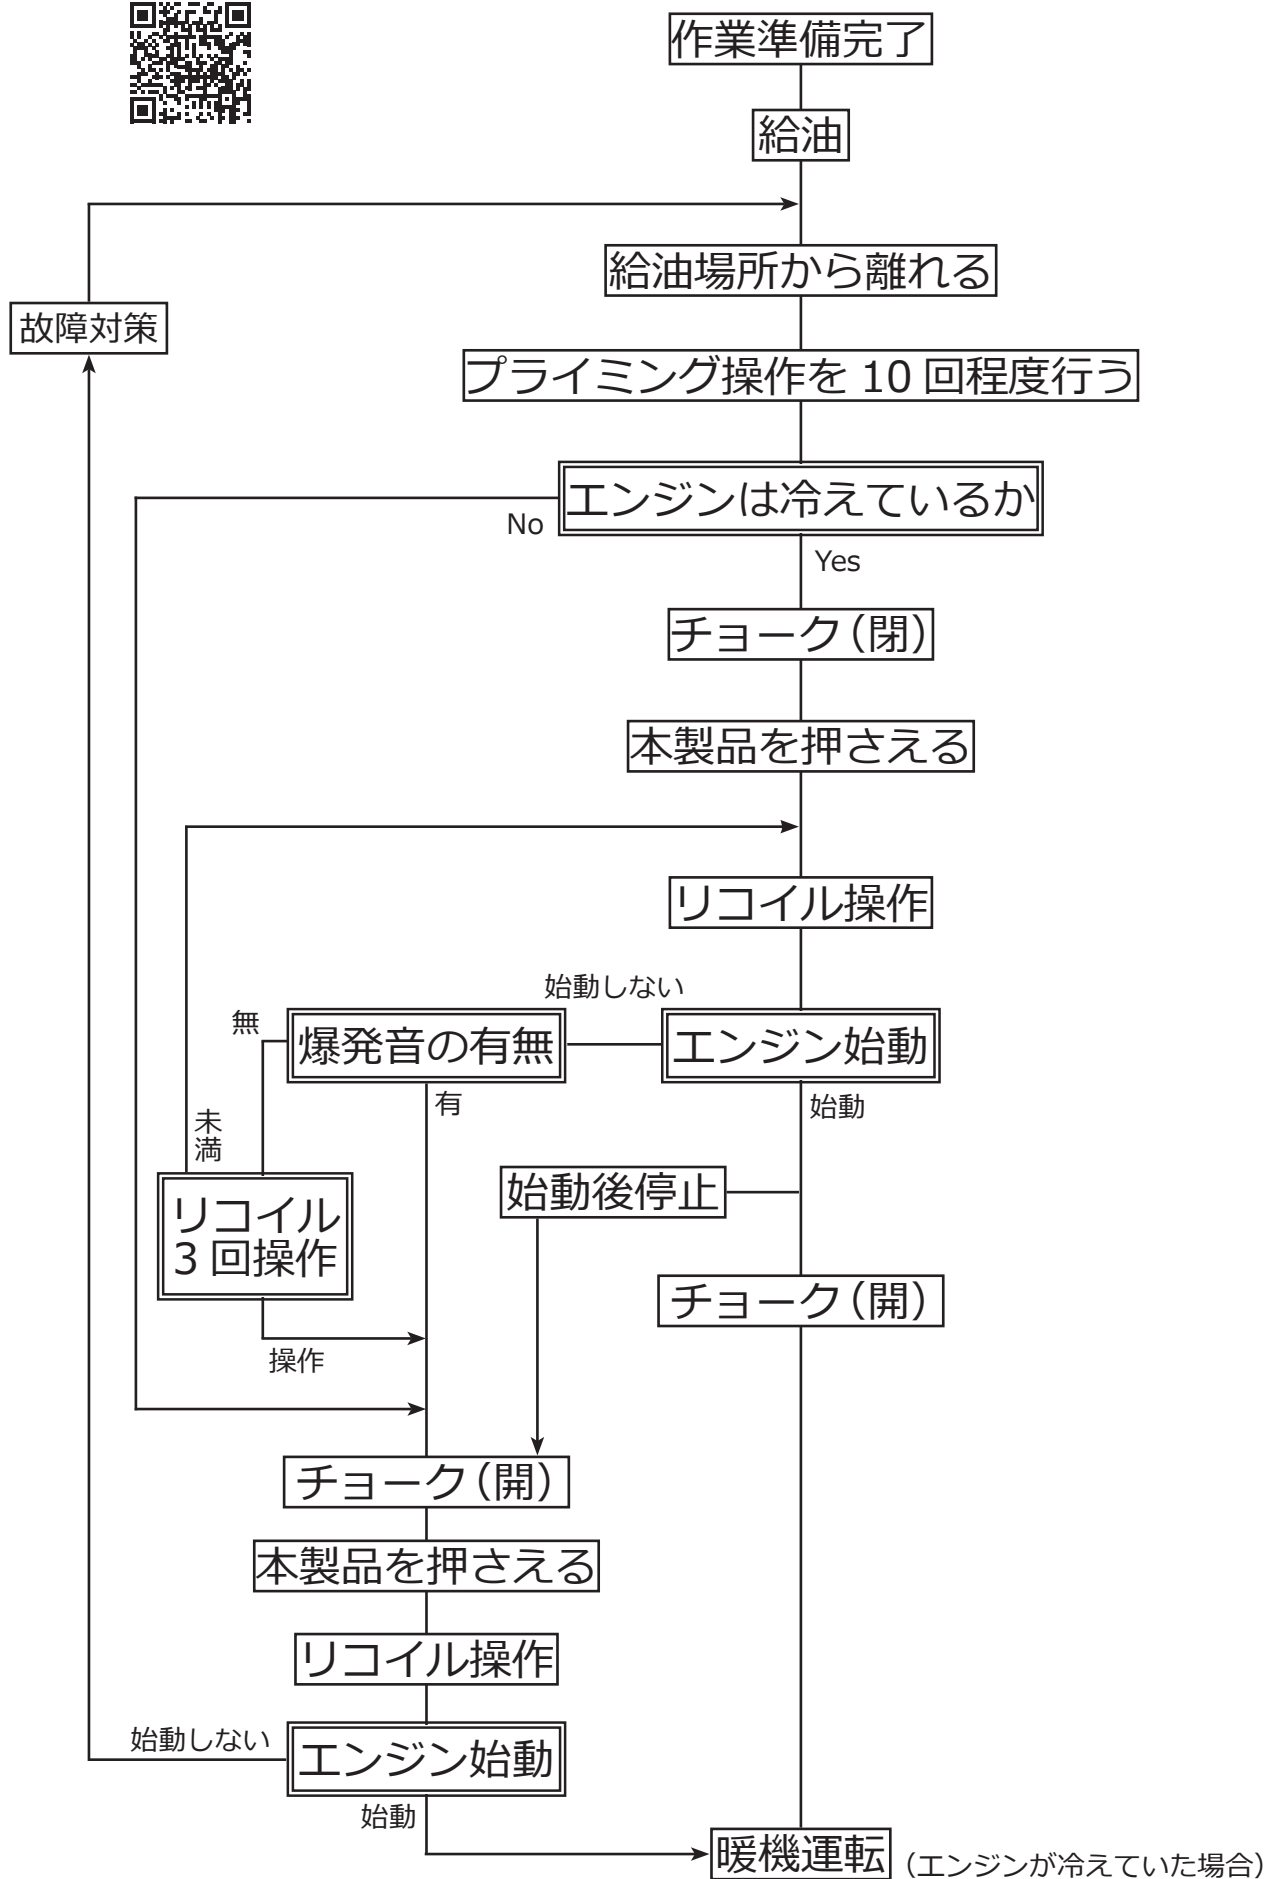 作業準備完了
給油
給油場所から離れる
故障対策
プライミング操作を 10 回程度行う
エンジンは冷えているか
No
Yes
チョーク（閉）
本製品を押さえる
リコイル操作
始動しない
無
爆発音の有無
エンジン始動
有
始動
未満
始動後停止
リコイル
3 回操作
チョーク（開）
操作
チョーク（開）
本製品を押さえる
リコイル操作
始動しない
エンジン始動
始動
暖機運転
（エンジンが冷えていた場合）